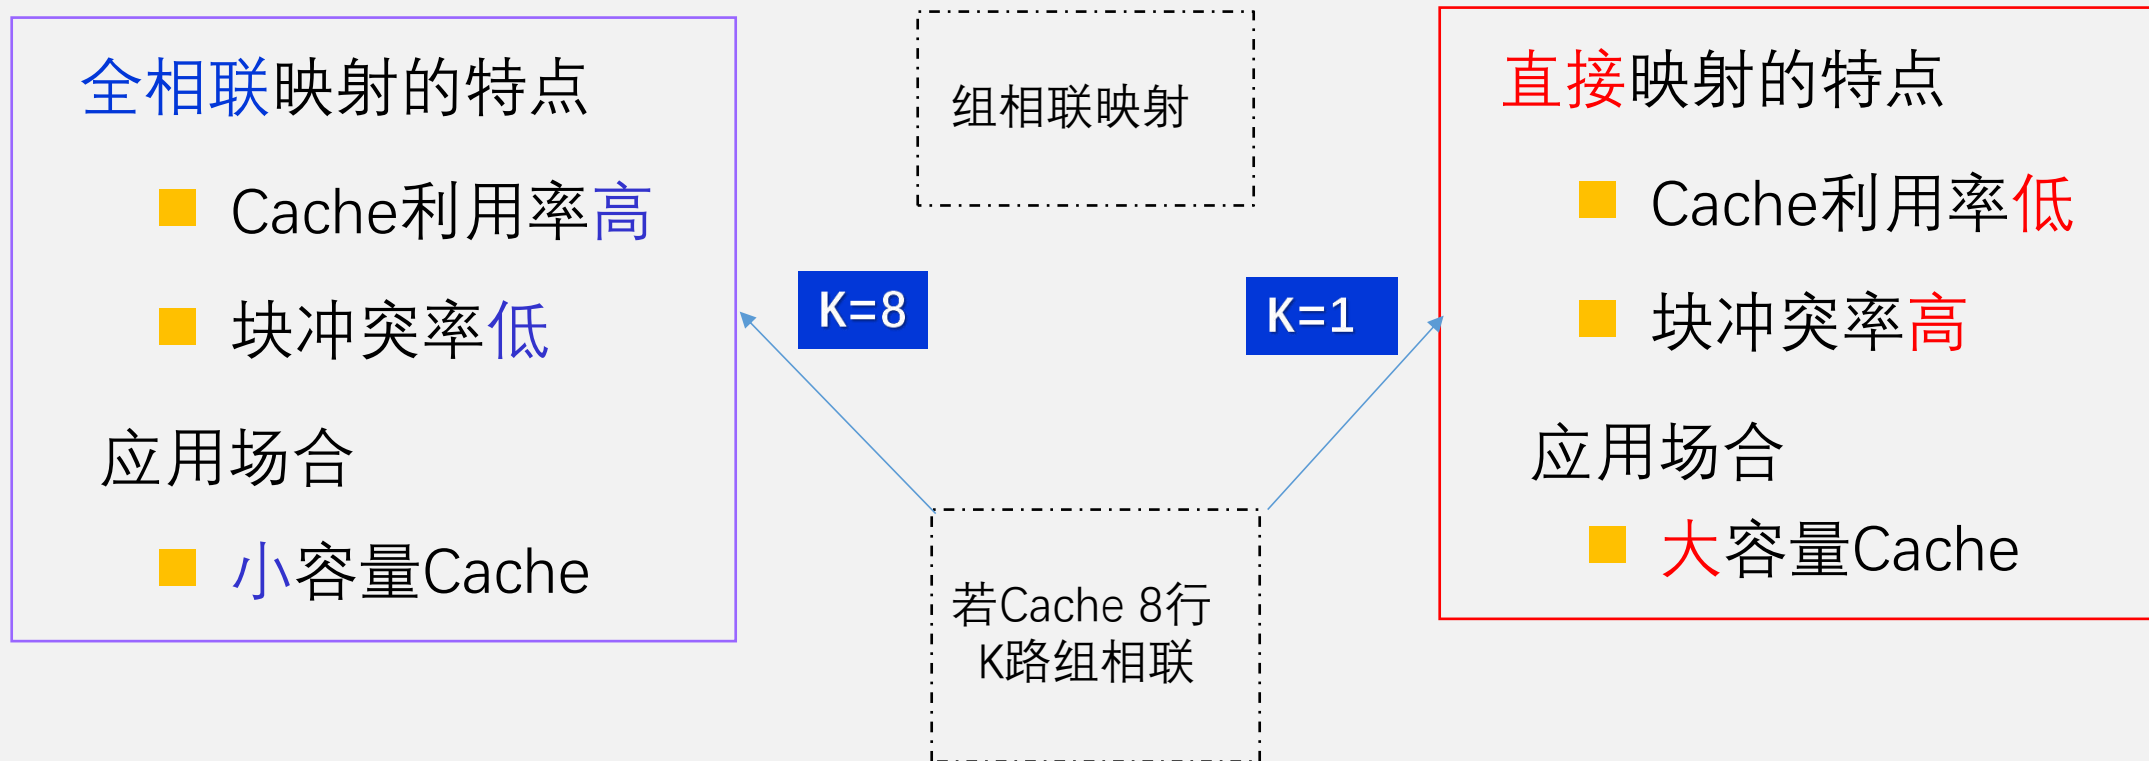 全相联映射的特点
Cache利用率高
块冲突率低
应用场合
小容量Cache
组相联映射
K=8
K=1
若Cache 8行
K路组相联
直接映射的特点
Cache利用率低
块冲突率高
应用场合
大容量Cache